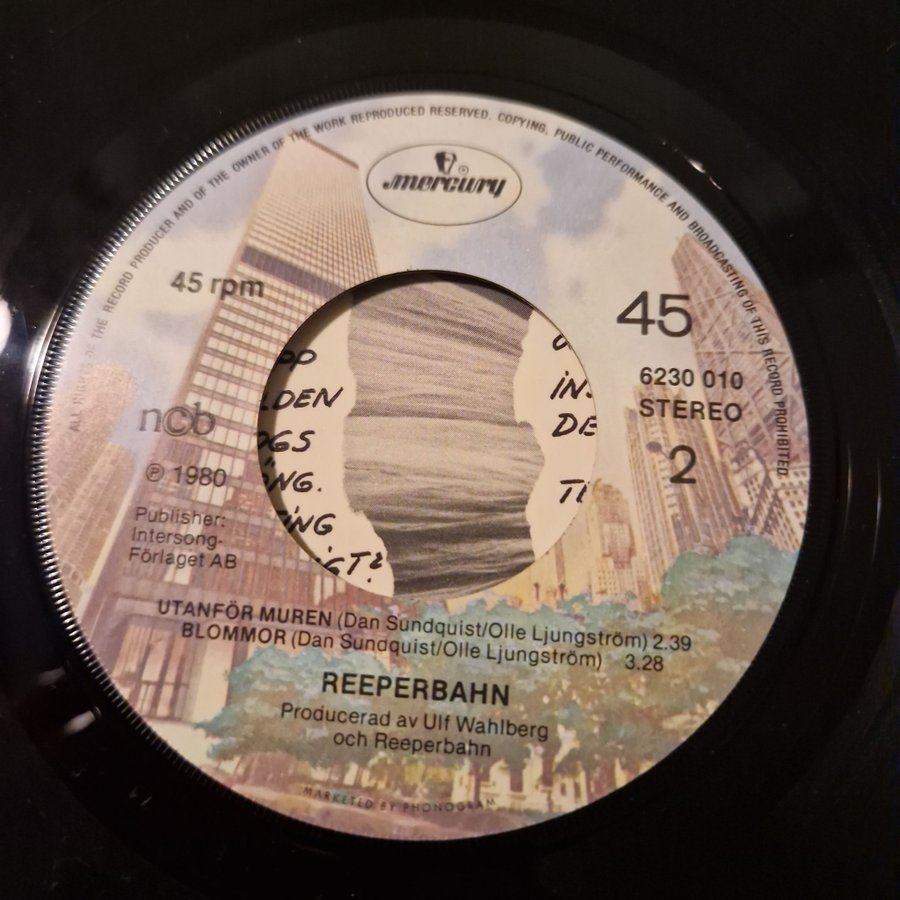 ALL RIGHTS OF THE RECORD PRODUCER AND OF THE OWNER OF THE WORK REPRODUCED RESERVED. COPYING, PUBLIC PERFORMANCE AND BROADCASTING OF THIS RECORD PROHIBITED.
mercury
45 rpm
45
6230 010
STEREO
2
ncb
℗ 1980
Publisher:
Intersong-
Förlaget AB
DEN
ING
DE
UTANFÖR MUREN (Dan Sundquist/Olle Ljungström) 2.39
BLOMMOR (Dan Sundquist/Olle Ljungström) 3.28
REEPERBAHN
Producerad av Ulf Wahlberg
och Reeperbahn
MARKETED BY PHONOGRAM